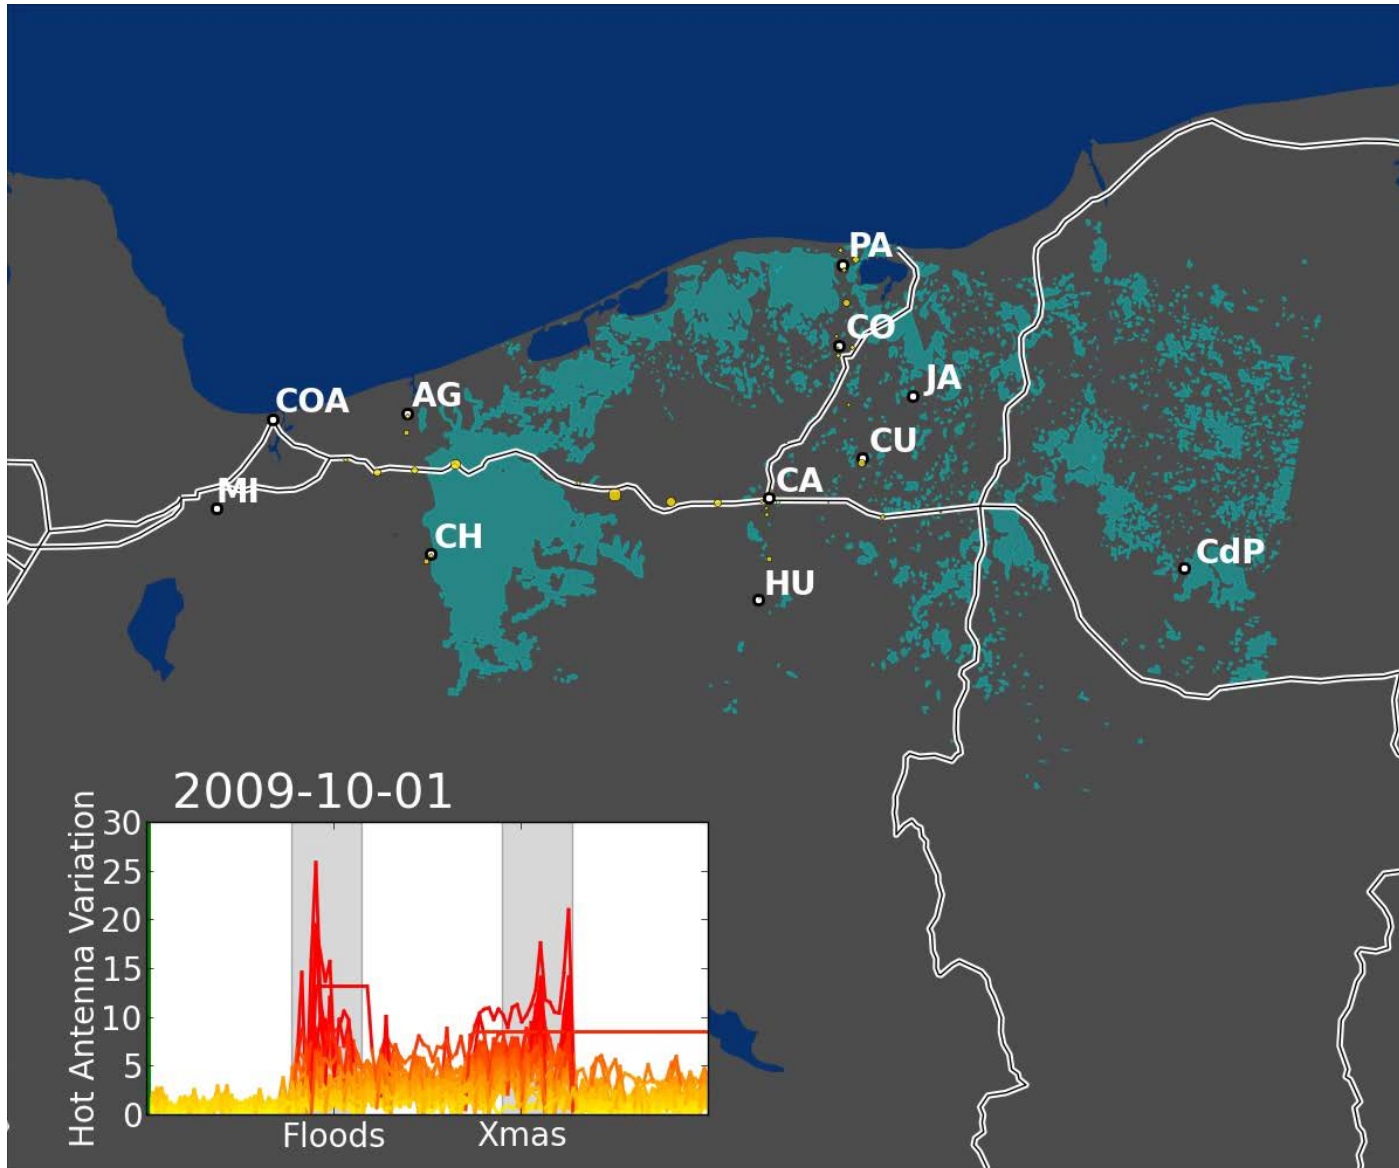 PA
CO
JA
COA
AG
CU
CA
MI
CH
CdP
HU
2009-10-01
Hot Antenna Variation
30
25
20
15
10
5
0
Floods
Xmas